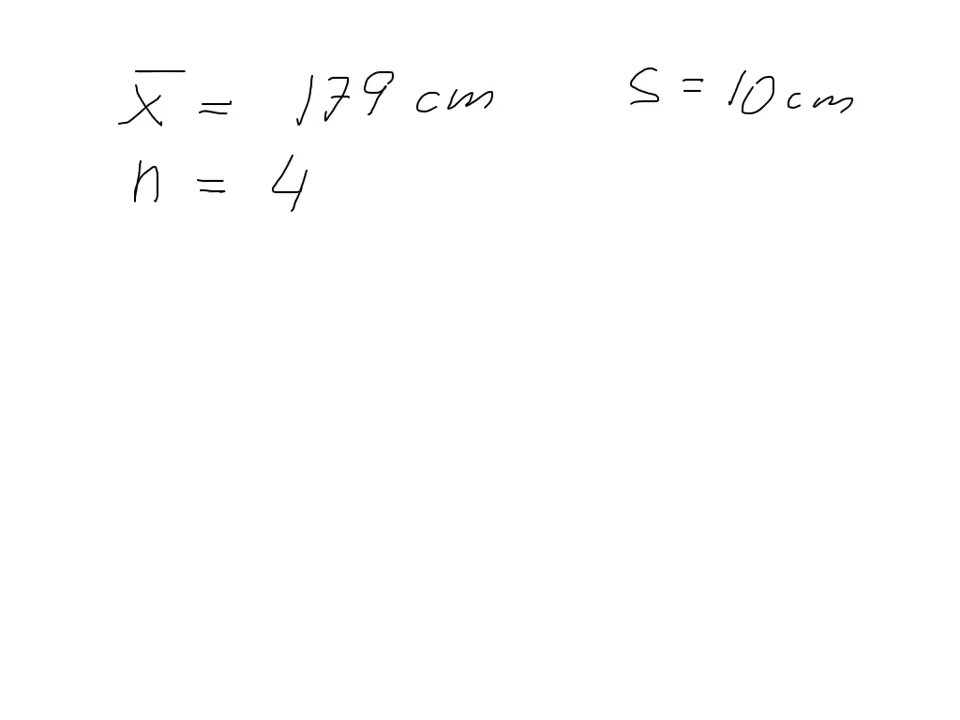 x̅ = 179 cm s = 10 cm
n = 4